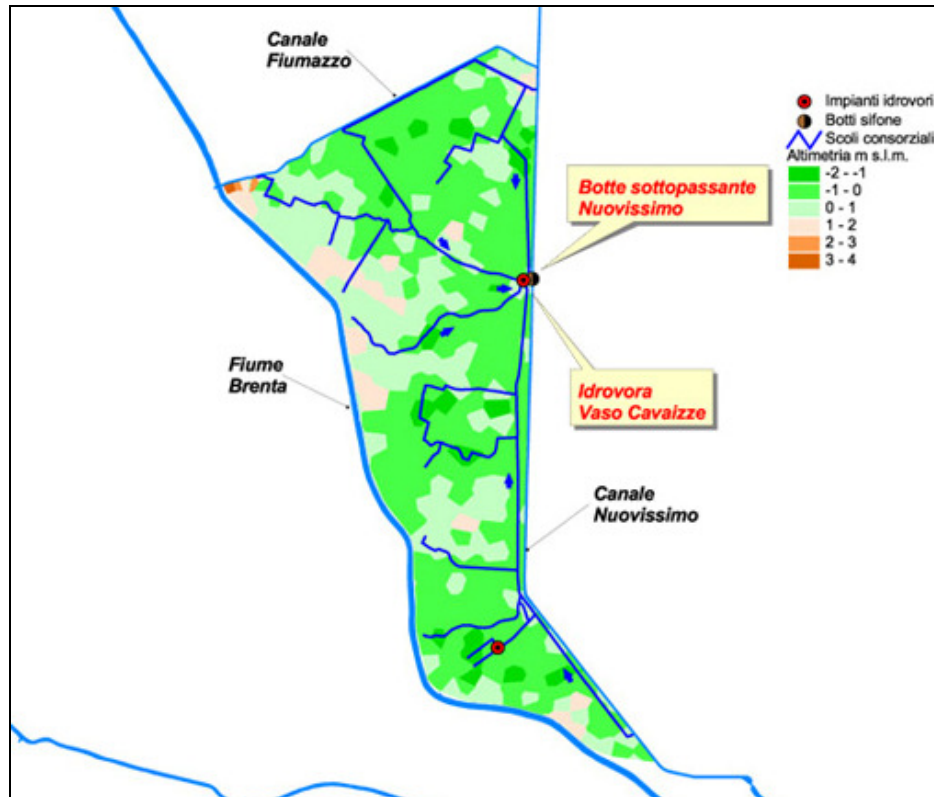 Canale
Fiumazzo
Impianti idrovori
Botti sifone
Scoli consorziali
Altimetria m s.l.m.
-2 - -1
-1 - 0
0 - 1
1 - 2
2 - 3
3 - 4
Botte sottopassante
Nuovissimo
Fiume
Brenta
Idrovora
Vaso Cavaizze
Canale
Nuovissimo